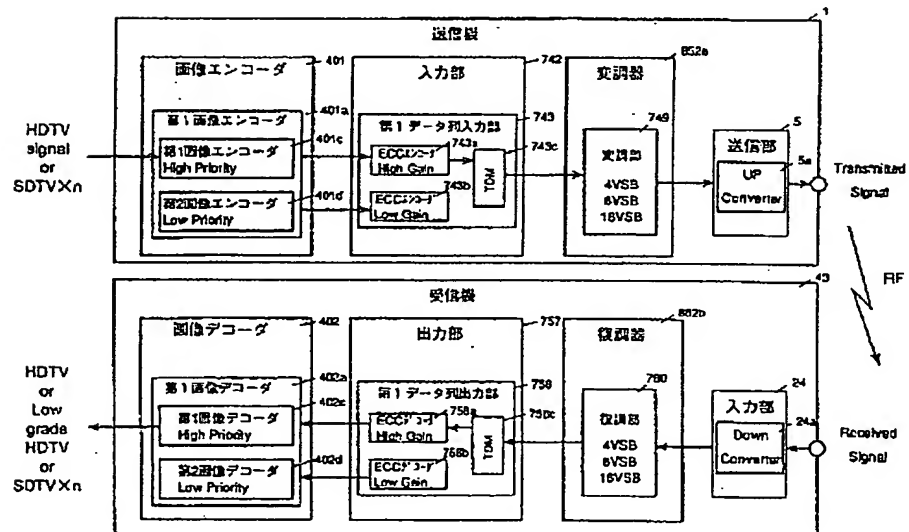 1
送信機
画像エンコーダ
401
入力部
742
変調器
852a
HDTV
signal
or
SDTV×n
第1画像エンコーダ
401a
第1画像エンコーダ
High Priority
401c
第2画像エンコーダ
Low Priority
401d
第1データ列入力部
743
ECCエンコーダ
High Gain
743a
ECCエンコーダ
Low Gain
743b
TDM
743c
749
変調部
4VSB
8VSB
16VSB
5
送信部
5a
UP
Converter
Transmitted
Signal
RF
43
受信機
画像デコーダ
402
出力部
757
復調器
852b
HDTV
or
Low
grade
HDTV
or
SDTV×n
第1画像デコーダ
402a
第1画像デコーダ
High Priority
402c
第2画像デコーダ
Low Priority
402d
第1データ列出力部
758
ECCデコーダ
High Gain
758a
ECCデコーダ
Low Gain
758b
TDM
758c
760
復調部
4VSB
8VSB
16VSB
24
入力部
24a
Down
Converter
Received
Signal